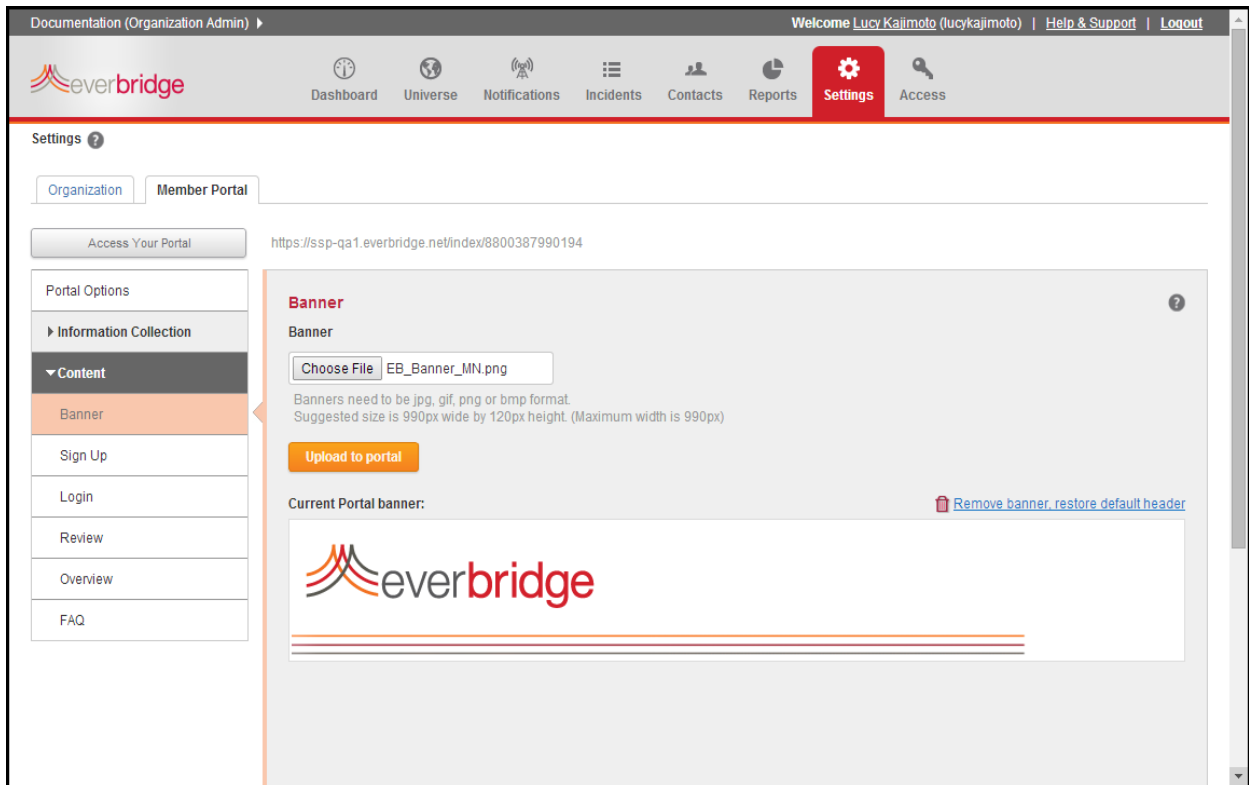 Documentation (Organization Admin)
Welcome Lucy Kajimoto (lucykajimoto) | Help & Support | Logout
everbridge
Dashboard
Universe
Notifications
Incidents
Contacts
Reports
Settings
Access
Settings ?
Organization
Member Portal
Access Your Portal
https://ssp-qa1.everbridge.net/index/8800387990194
Portal Options
Information Collection
Content
Banner
Sign Up
Login
Review
Overview
FAQ
Banner
?
Banner
Choose File EB_Banner_MN.png
Banners need to be jpg, gif, png or bmp format.
Suggested size is 990px wide by 120px height. (Maximum width is 990px)
Upload to portal
Current Portal banner:
Remove banner, restore default header
everbridge